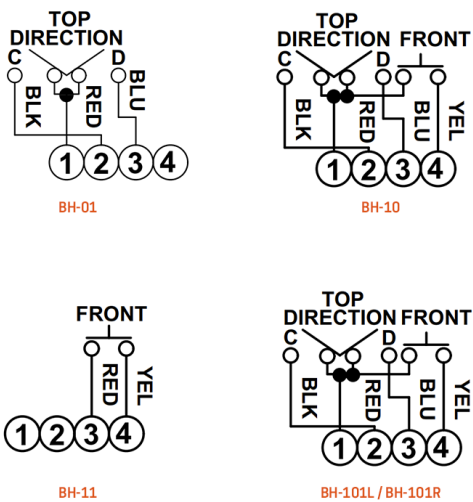 TOP
DIRECTION
C D
BLK RED BLU
1 2 3 4
BH-01
TOP
DIRECTION FRONT
C D
BLK RED BLU YEL
1 2 3 4
BH-10
FRONT
RED YEL
1 2 3 4
BH-11
TOP
DIRECTION FRONT
C D
BLK RED BLU YEL
1 2 3 4
BH-101L / BH-101R